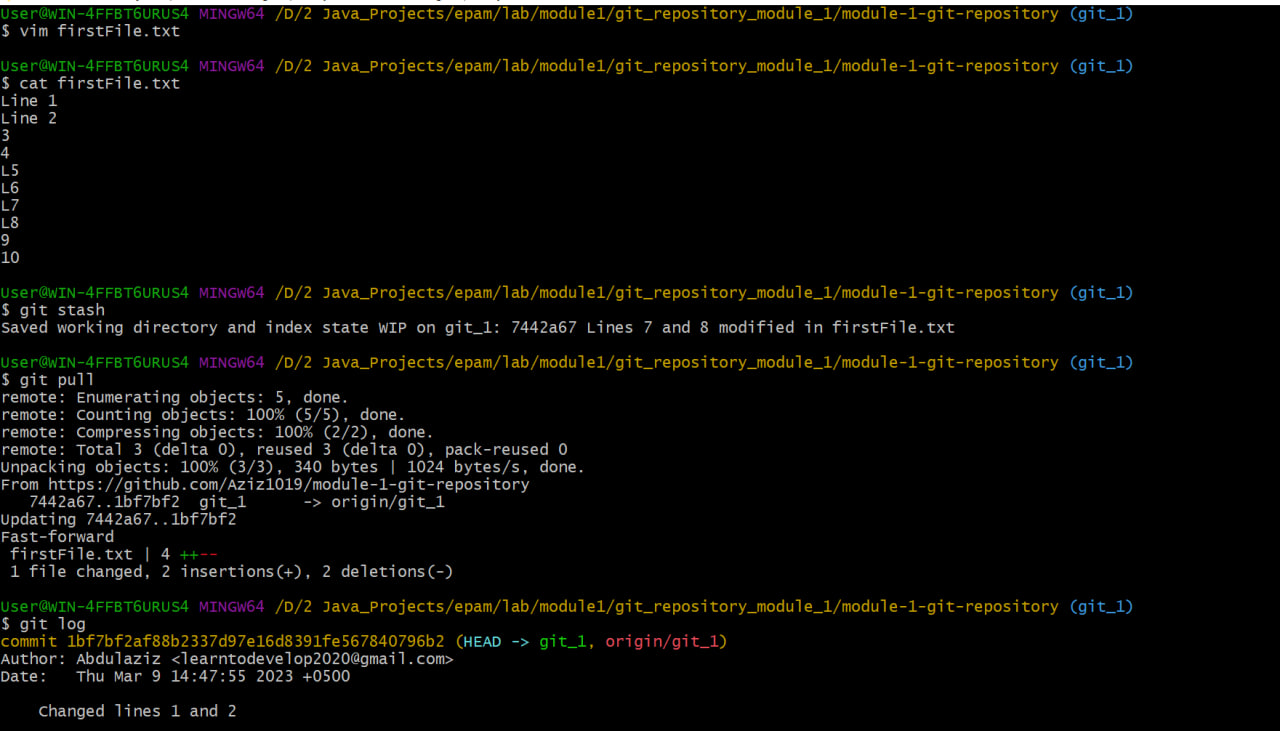 User@WIN-4FFBT6URUS4 MINGW64 /D/2 Java_Projects/epam/lab/module1/git_repository_module_1/module-1-git-repository (git_1)
$ vim firstFile.txt
User@WIN-4FFBT6URUS4 MINGW64 /D/2 Java_Projects/epam/lab/module1/git_repository_module_1/module-1-git-repository (git_1)
$ cat firstFile.txt
Line 1
Line 2
3
4
L5
L6
L7
L8
9
10
User@WIN-4FFBT6URUS4 MINGW64 /D/2 Java_Projects/epam/lab/module1/git_repository_module_1/module-1-git-repository (git_1)
$ git stash
Saved working directory and index state WIP on git_1: 7442a67 Lines 7 and 8 modified in firstFile.txt
User@WIN-4FFBT6URUS4 MINGW64 /D/2 Java_Projects/epam/lab/module1/git_repository_module_1/module-1-git-repository (git_1)
$ git pull
remote: Enumerating objects: 5, done.
remote: Counting objects: 100% (5/5), done.
remote: Compressing objects: 100% (2/2), done.
remote: Total 3 (delta 0), reused 3 (delta 0), pack-reused 0
Unpacking objects: 100% (3/3), 340 bytes | 1024 bytes/s, done.
From https://github.com/Aziz1019/module-1-git-repository
   7442a67..1bf7bf2  git_1      -> origin/git_1
Updating 7442a67..1bf7bf2
Fast-forward
 firstFile.txt | 4 ++--
 1 file changed, 2 insertions(+), 2 deletions(-)
User@WIN-4FFBT6URUS4 MINGW64 /D/2 Java_Projects/epam/lab/module1/git_repository_module_1/module-1-git-repository (git_1)
$ git log
commit 1bf7bf2af88b2337d97e16d8391fe567840796b2 (HEAD -> git_1, origin/git_1)
Author: Abdulaziz <learntodevelop2020@gmail.com>
Date:   Thu Mar 9 14:47:55 2023 +0500
    Changed lines 1 and 2